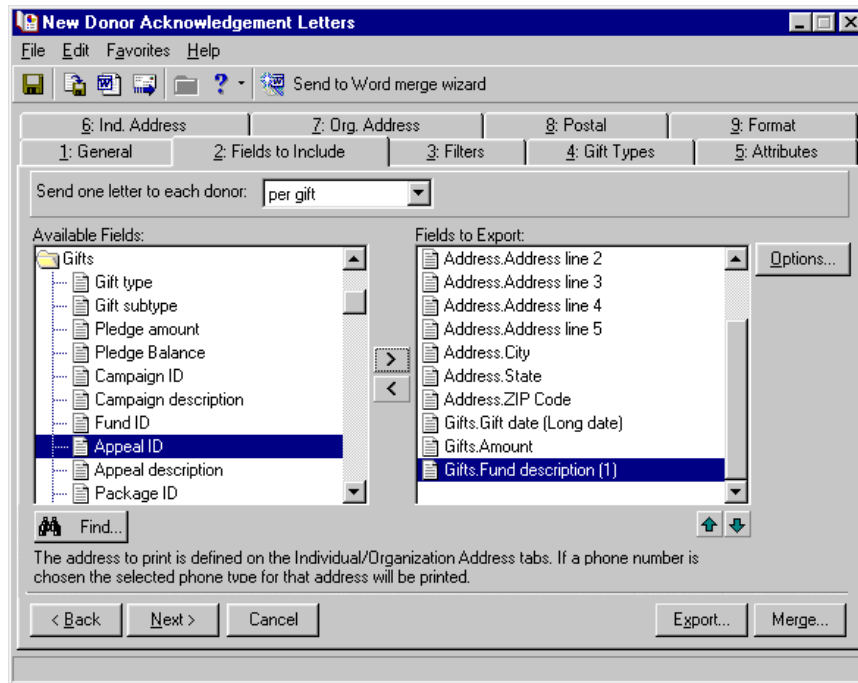 New Donor Acknowledgement Letters
File Edit Favorites Help
? Send to Word merge wizard
6: Ind. Address 7: Org. Address 8: Postal 9: Format
1: General 2: Fields to Include 3: Filters 4: Gift Types 5: Attributes
Send one letter to each donor: per gift
Available Fields:
Gifts
Gift type
Gift subtype
Pledge amount
Pledge Balance
Campaign ID
Campaign description
Fund ID
Appeal ID
Appeal description
Package ID
Find...
>
<
Fields to Export:
Address.Address line 2
Address.Address line 3
Address.Address line 4
Address.Address line 5
Address.City
Address.State
Address.ZIP Code
Gifts.Gift date (Long date)
Gifts.Amount
Gifts.Fund description (1)
Options...
The address to print is defined on the Individual/Organization Address tabs. If a phone number is
chosen the selected phone type for that address will be printed.
< Back Next > Cancel Export... Merge...